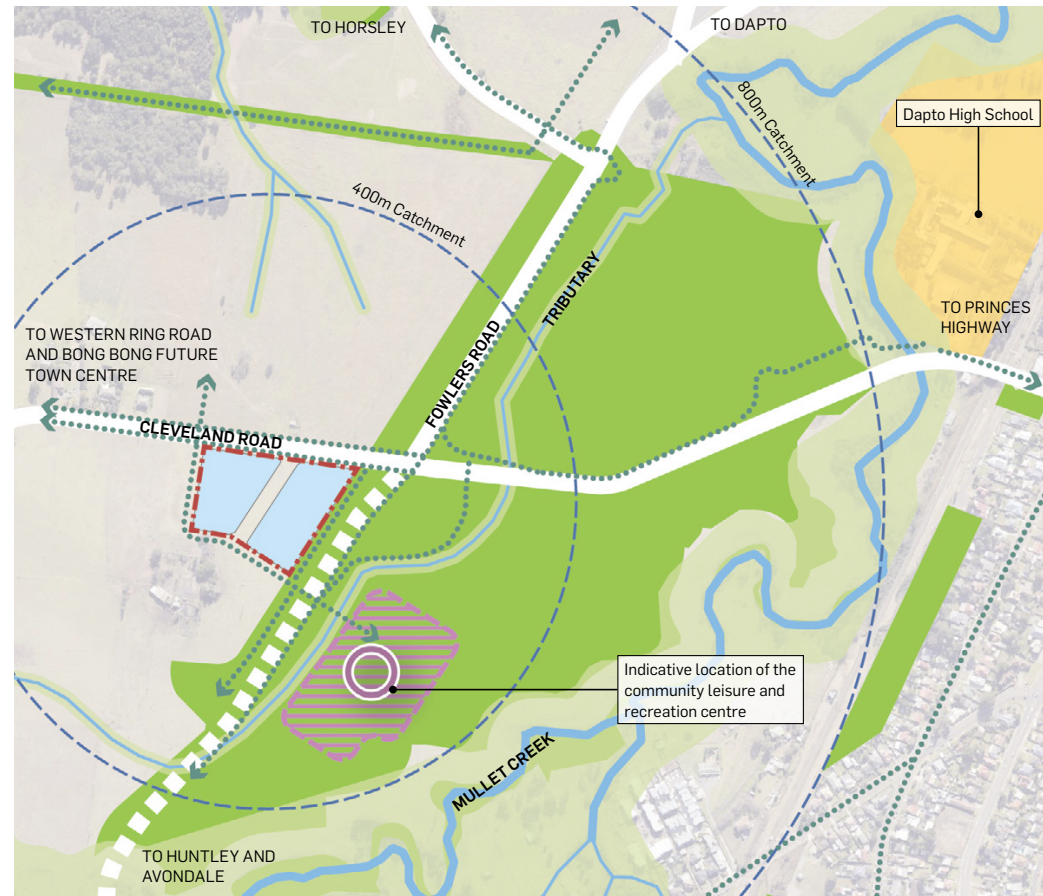 TO HORSLEY
TO DAPTO
800m Catchment
Dapto High School
400m Catchment
TRIBUTARY
TO PRINCES
HIGHWAY
TO WESTERN RING ROAD
AND BONG BONG FUTURE
TOWN CENTRE
FOWLERS ROAD
CLEVELAND ROAD
Indicative location of the
community leisure and
recreation centre
MULLET CREEK
TO HUNTLEY AND
AVONDALE